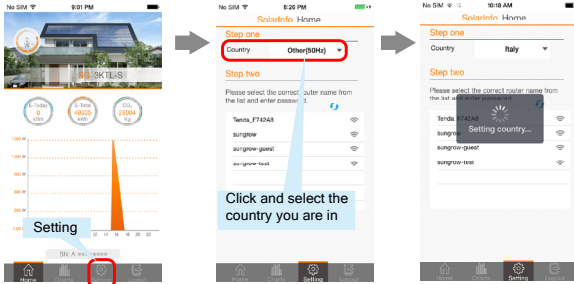 No SIM
9:01 PM
3KTL-S
E-Today
0
kWh
E-Total
40005
kWh
CO₂
28004
Kg
Setting
SN: A
Home
Charts
Setting
Logout
No SIM
8:26 PM
SolarInfo Home
Step one
Country
Other(50Hz)
Step two
Please select the correct router name from
the list and enter password.
Tenda_F742A8
sungrow
sungrow-guest
sungrow-test
Click and select the
country you are in
Home
Charts
Setting
Logout
No SIM
10:18 AM
SolarInfo Home
Step one
Country
Italy
Step two
Please select the correct router name from
the list and enter password
Tenda
Setting country...
sungrow
sungrow-guest
sungrow-test
Home
Charts
Setting
Logout